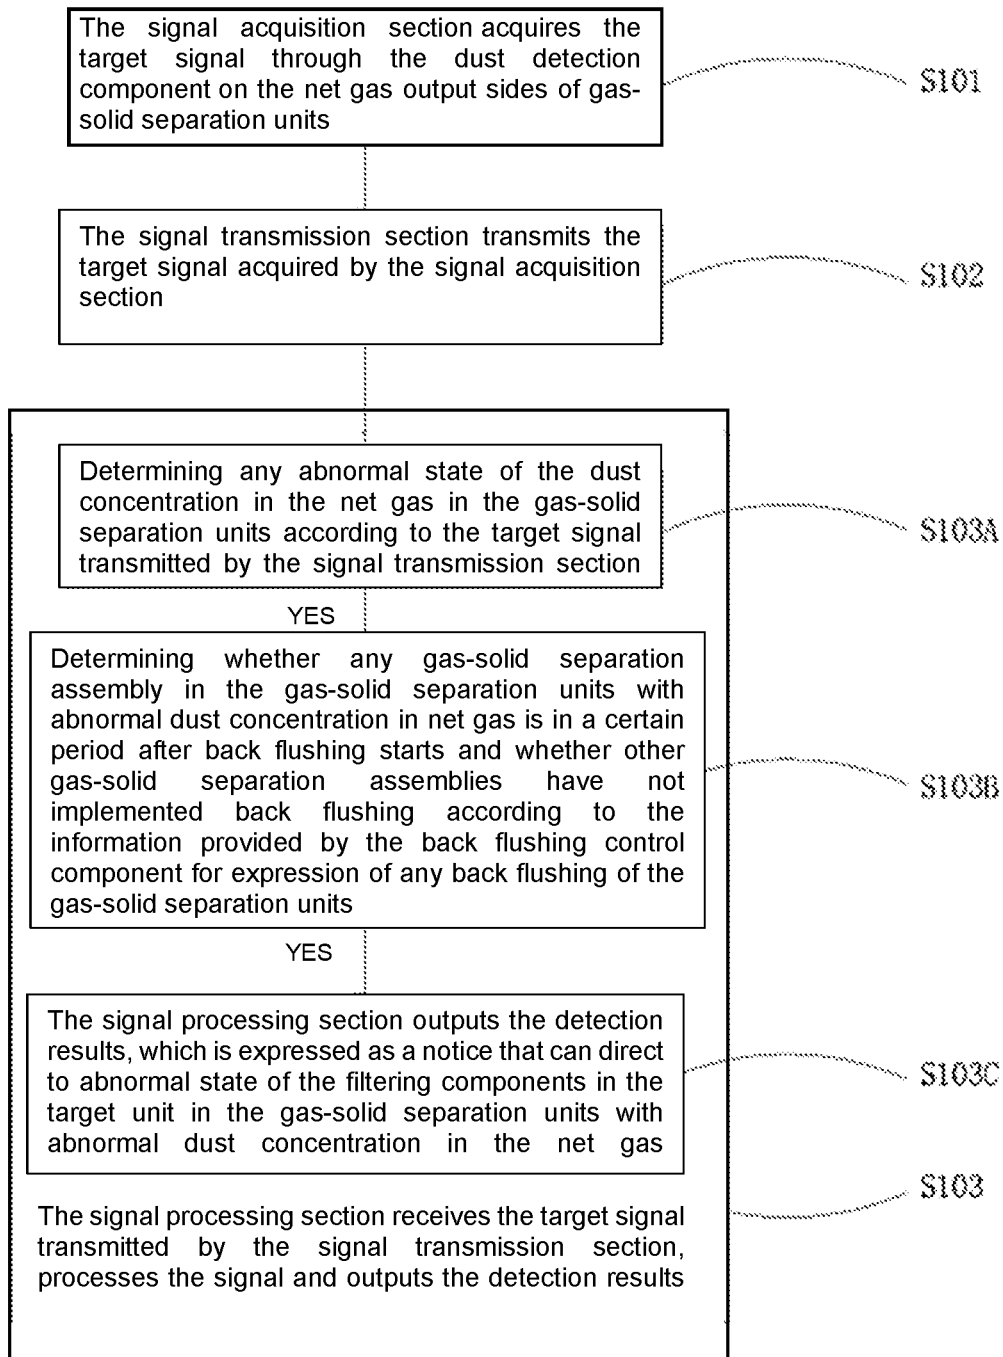 The signal acquisition section acquires the
target signal through the dust detection
component on the net gas output sides of gas-
solid separation units
S101
The signal transmission section transmits the
target signal acquired by the signal acquisition
section
S102
Determining any abnormal state of the dust
concentration in the net gas in the gas-solid
separation units according to the target signal
transmitted by the signal transmission section
S103A
YES
Determining whether any gas-solid separation
assembly in the gas-solid separation units with
abnormal dust concentration in net gas is in a certain
period after back flushing starts and whether other
gas-solid separation assemblies have not
implemented back flushing according to the
information provided by the back flushing control
component for expression of any back flushing of the
gas-solid separation units
S103B
YES
The signal processing section outputs the detection
results, which is expressed as a notice that can direct
to abnormal state of the filtering components in the
target unit in the gas-solid separation units with
abnormal dust concentration in the net gas
S103C
S103
The signal processing section receives the target signal
transmitted by the signal transmission section,
processes the signal and outputs the detection results